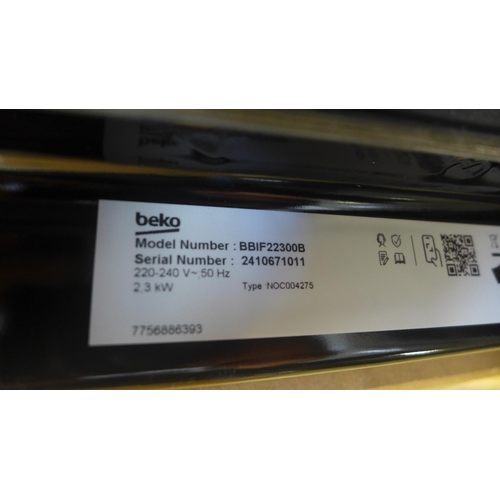 beko
Model Number : BBIF22300B
Serial Number : 2410671011
220-240 V~ 50 Hz
2,3 kW Type NOC004275
7756886393